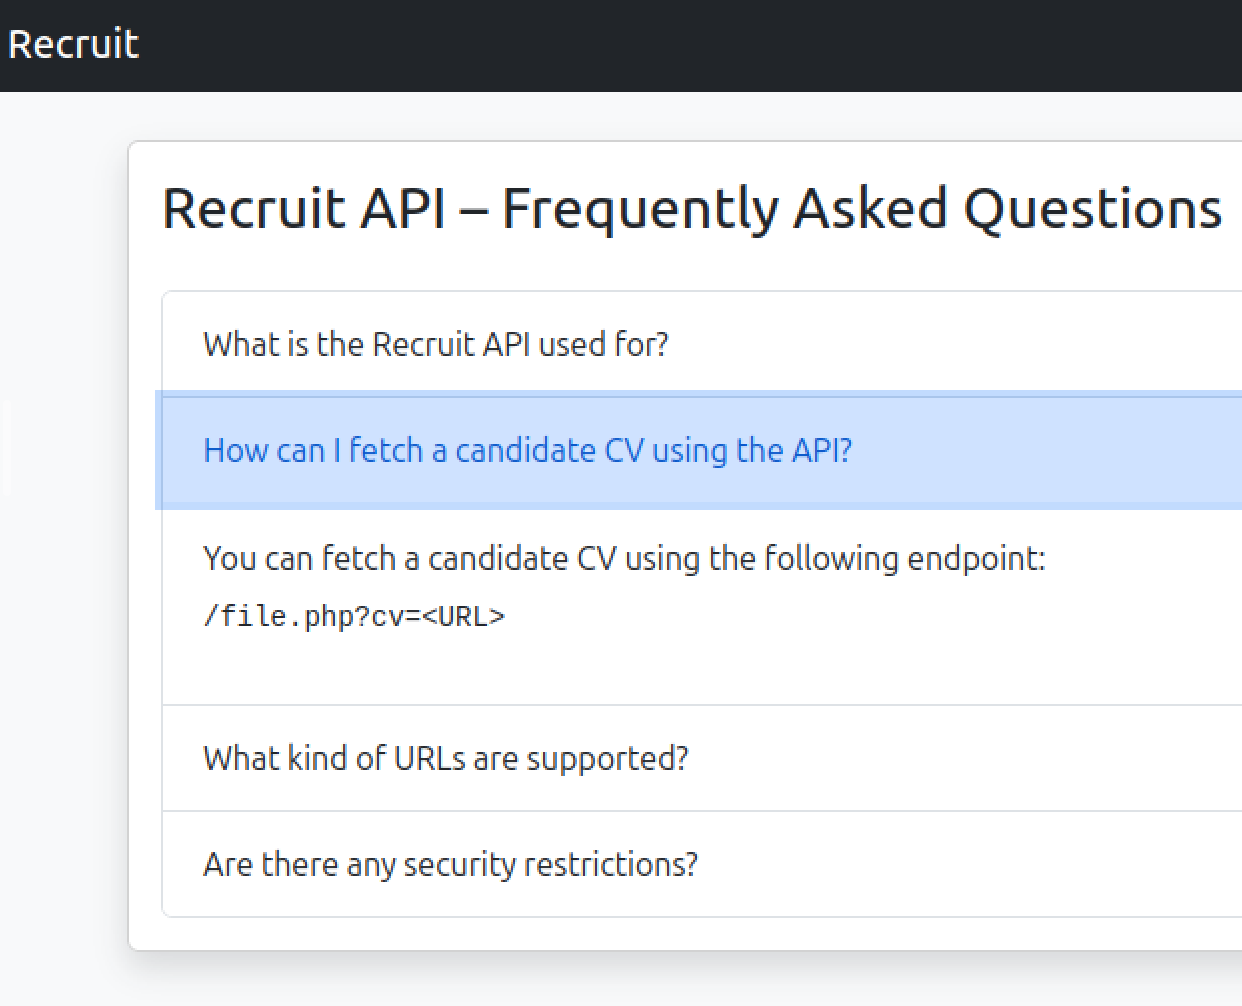 Recruit
Recruit API – Frequently Asked Questions
What is the Recruit API used for?
How can I fetch a candidate CV using the API?
You can fetch a candidate CV using the following endpoint:
/file.php?cv=<URL>
What kind of URLs are supported?
Are there any security restrictions?